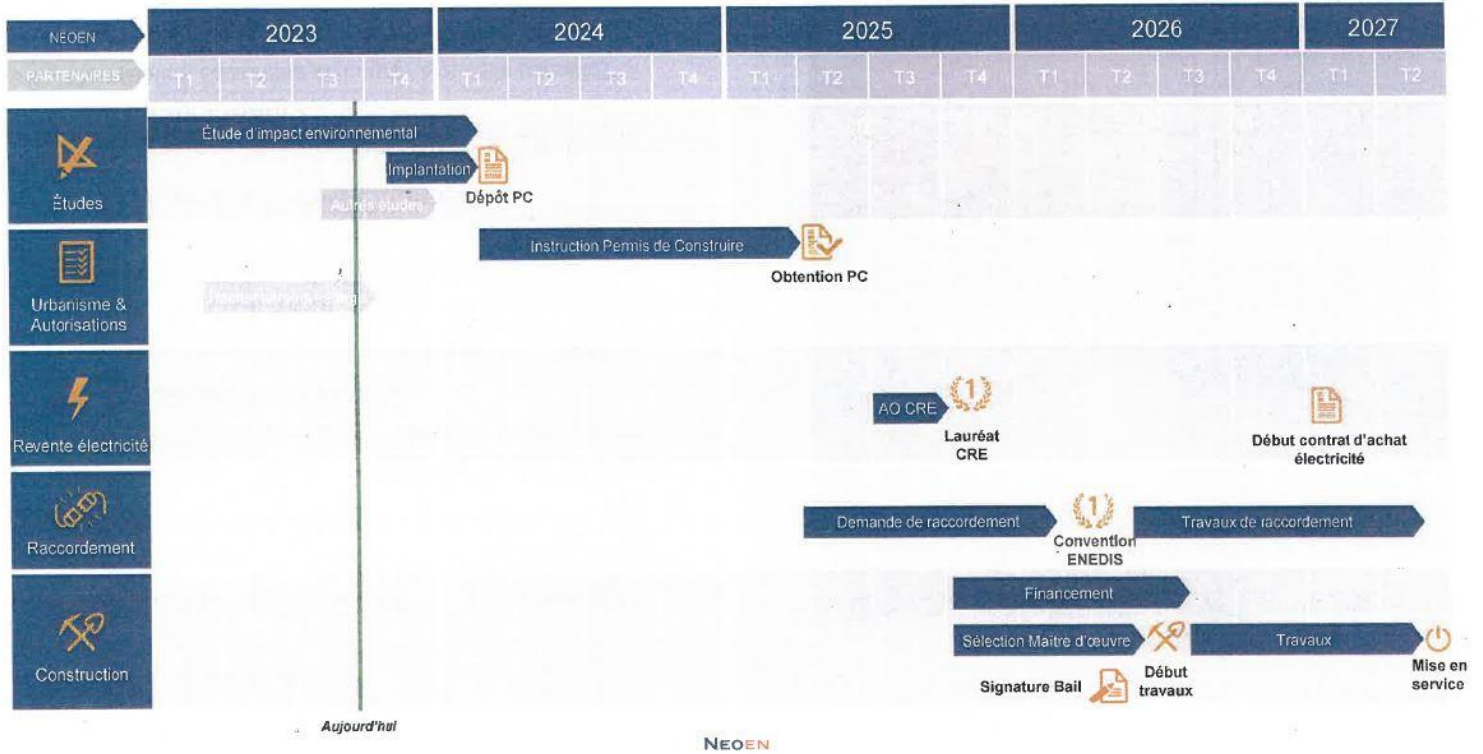 NEOEN
2023
2024
2025
2026
2027
PARTENAIRES
T1 T2 T3 T4 T1 T2 T3 T4 T1 T2 T3 T4 T1 T2 T3 T4 T1 T2
Études
Étude d'impact environnemental
Implantation
Autres études
Dépôt PC
Urbanisme &
Autorisations
Instruction Permis de Construire
Obtention PC
Revente électricité
AO CRE
Lauréat
CRE
Début contrat d'achat
électricité
Raccordement
Demande de raccordement
Convention
ENEDIS
Travaux de raccordement
Construction
Financement
Sélection Maitre d'œuvre
Travaux
Signature Bail
Début
travaux
Mise en
service
Aujourd'hui
NEOEN